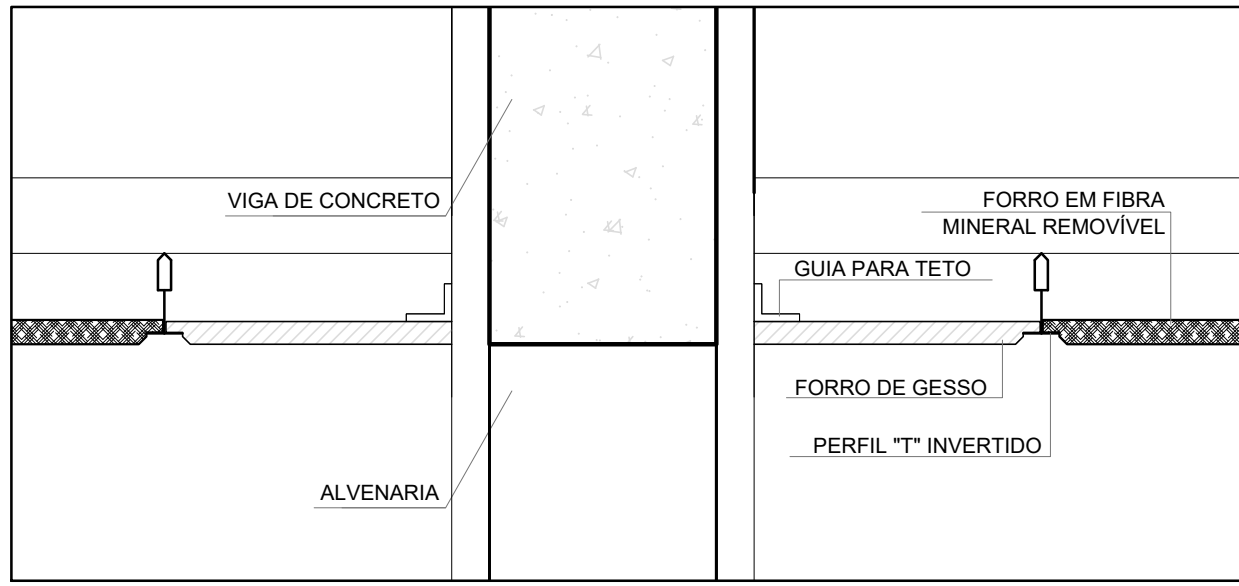 VIGA DE CONCRETO
FORRO EM FIBRA
MINERAL REMOVÍVEL
GUIA PARA TETO
FORRO DE GESSO
PERFIL "T" INVERTIDO
ALVENARIA